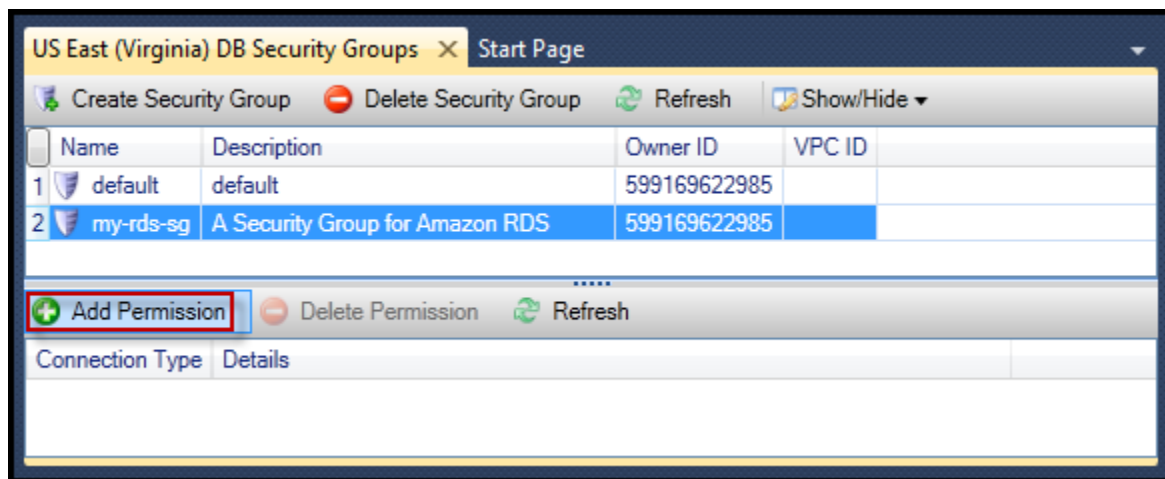 US East (Virginia) DB Security Groups Start Page
Create Security Group Delete Security Group Refresh Show/Hide
Name Description Owner ID VPC ID
1 default default 599169622985
2 my-rds-sg A Security Group for Amazon RDS 599169622985
Add Permission Delete Permission Refresh
Connection Type Details